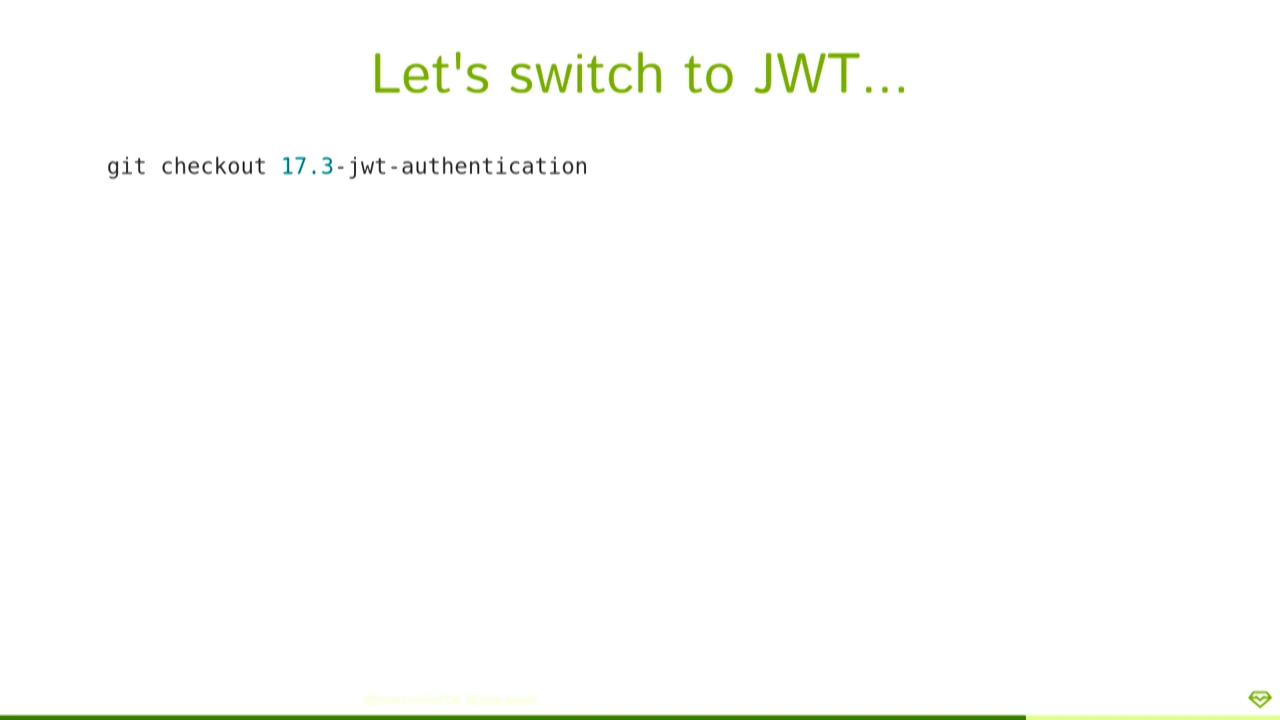 Let's switch to JWT...
git checkout 17.3-jwt-authentication